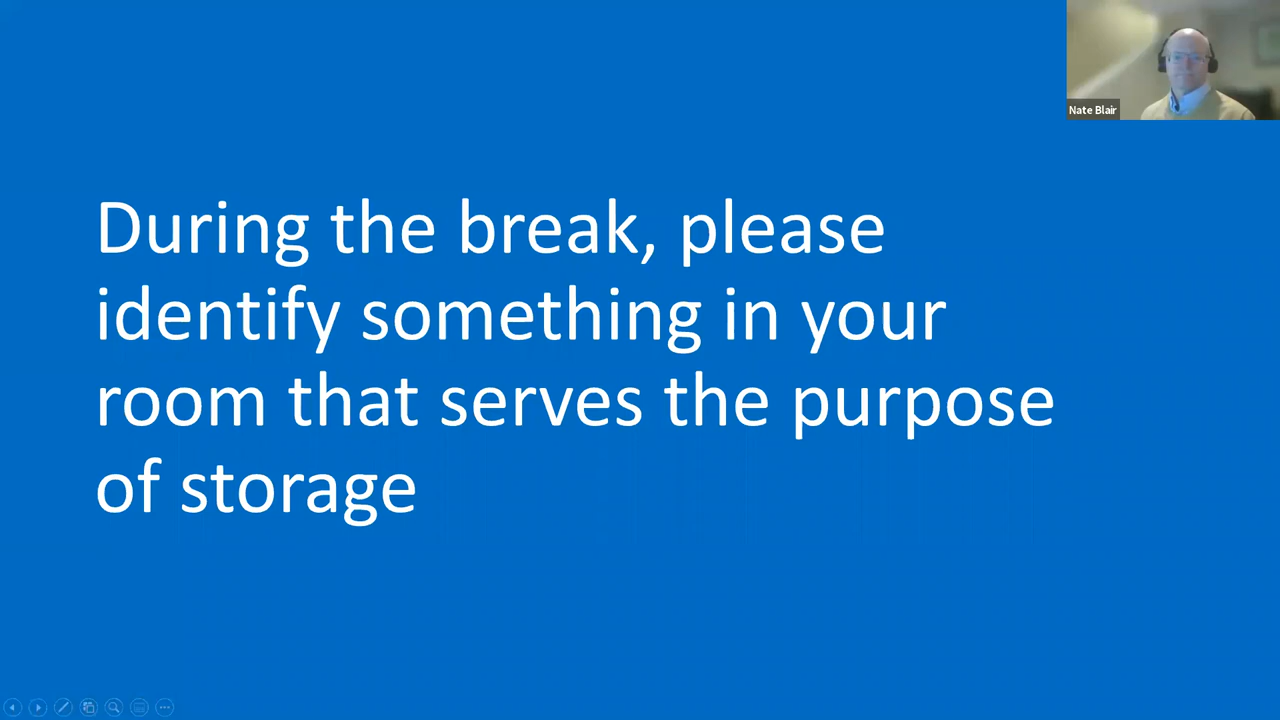 Nate Blair
During the break, please
identify something in your
room that serves the purpose
of storage